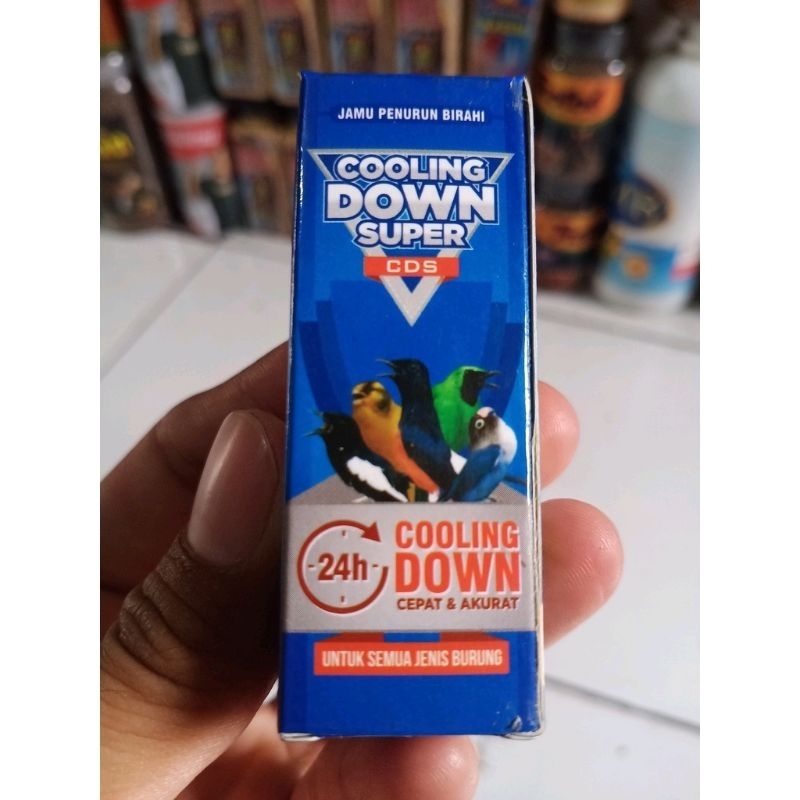 JAMU PENURUN BIRAHI
COOLING
DOWN
SUPER
CDS
24h
COOLING
DOWN
CEPAT & AKURAT
UNTUK SEMUA JENIS BURUNG